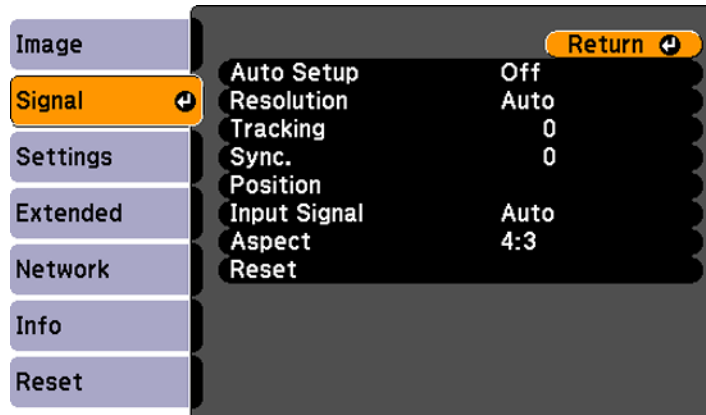 Image
Signal
Settings
Extended
Network
Info
Reset
Return
Auto Setup Off
Resolution Auto
Tracking 0
Sync. 0
Position
Input Signal Auto
Aspect 4:3
Reset